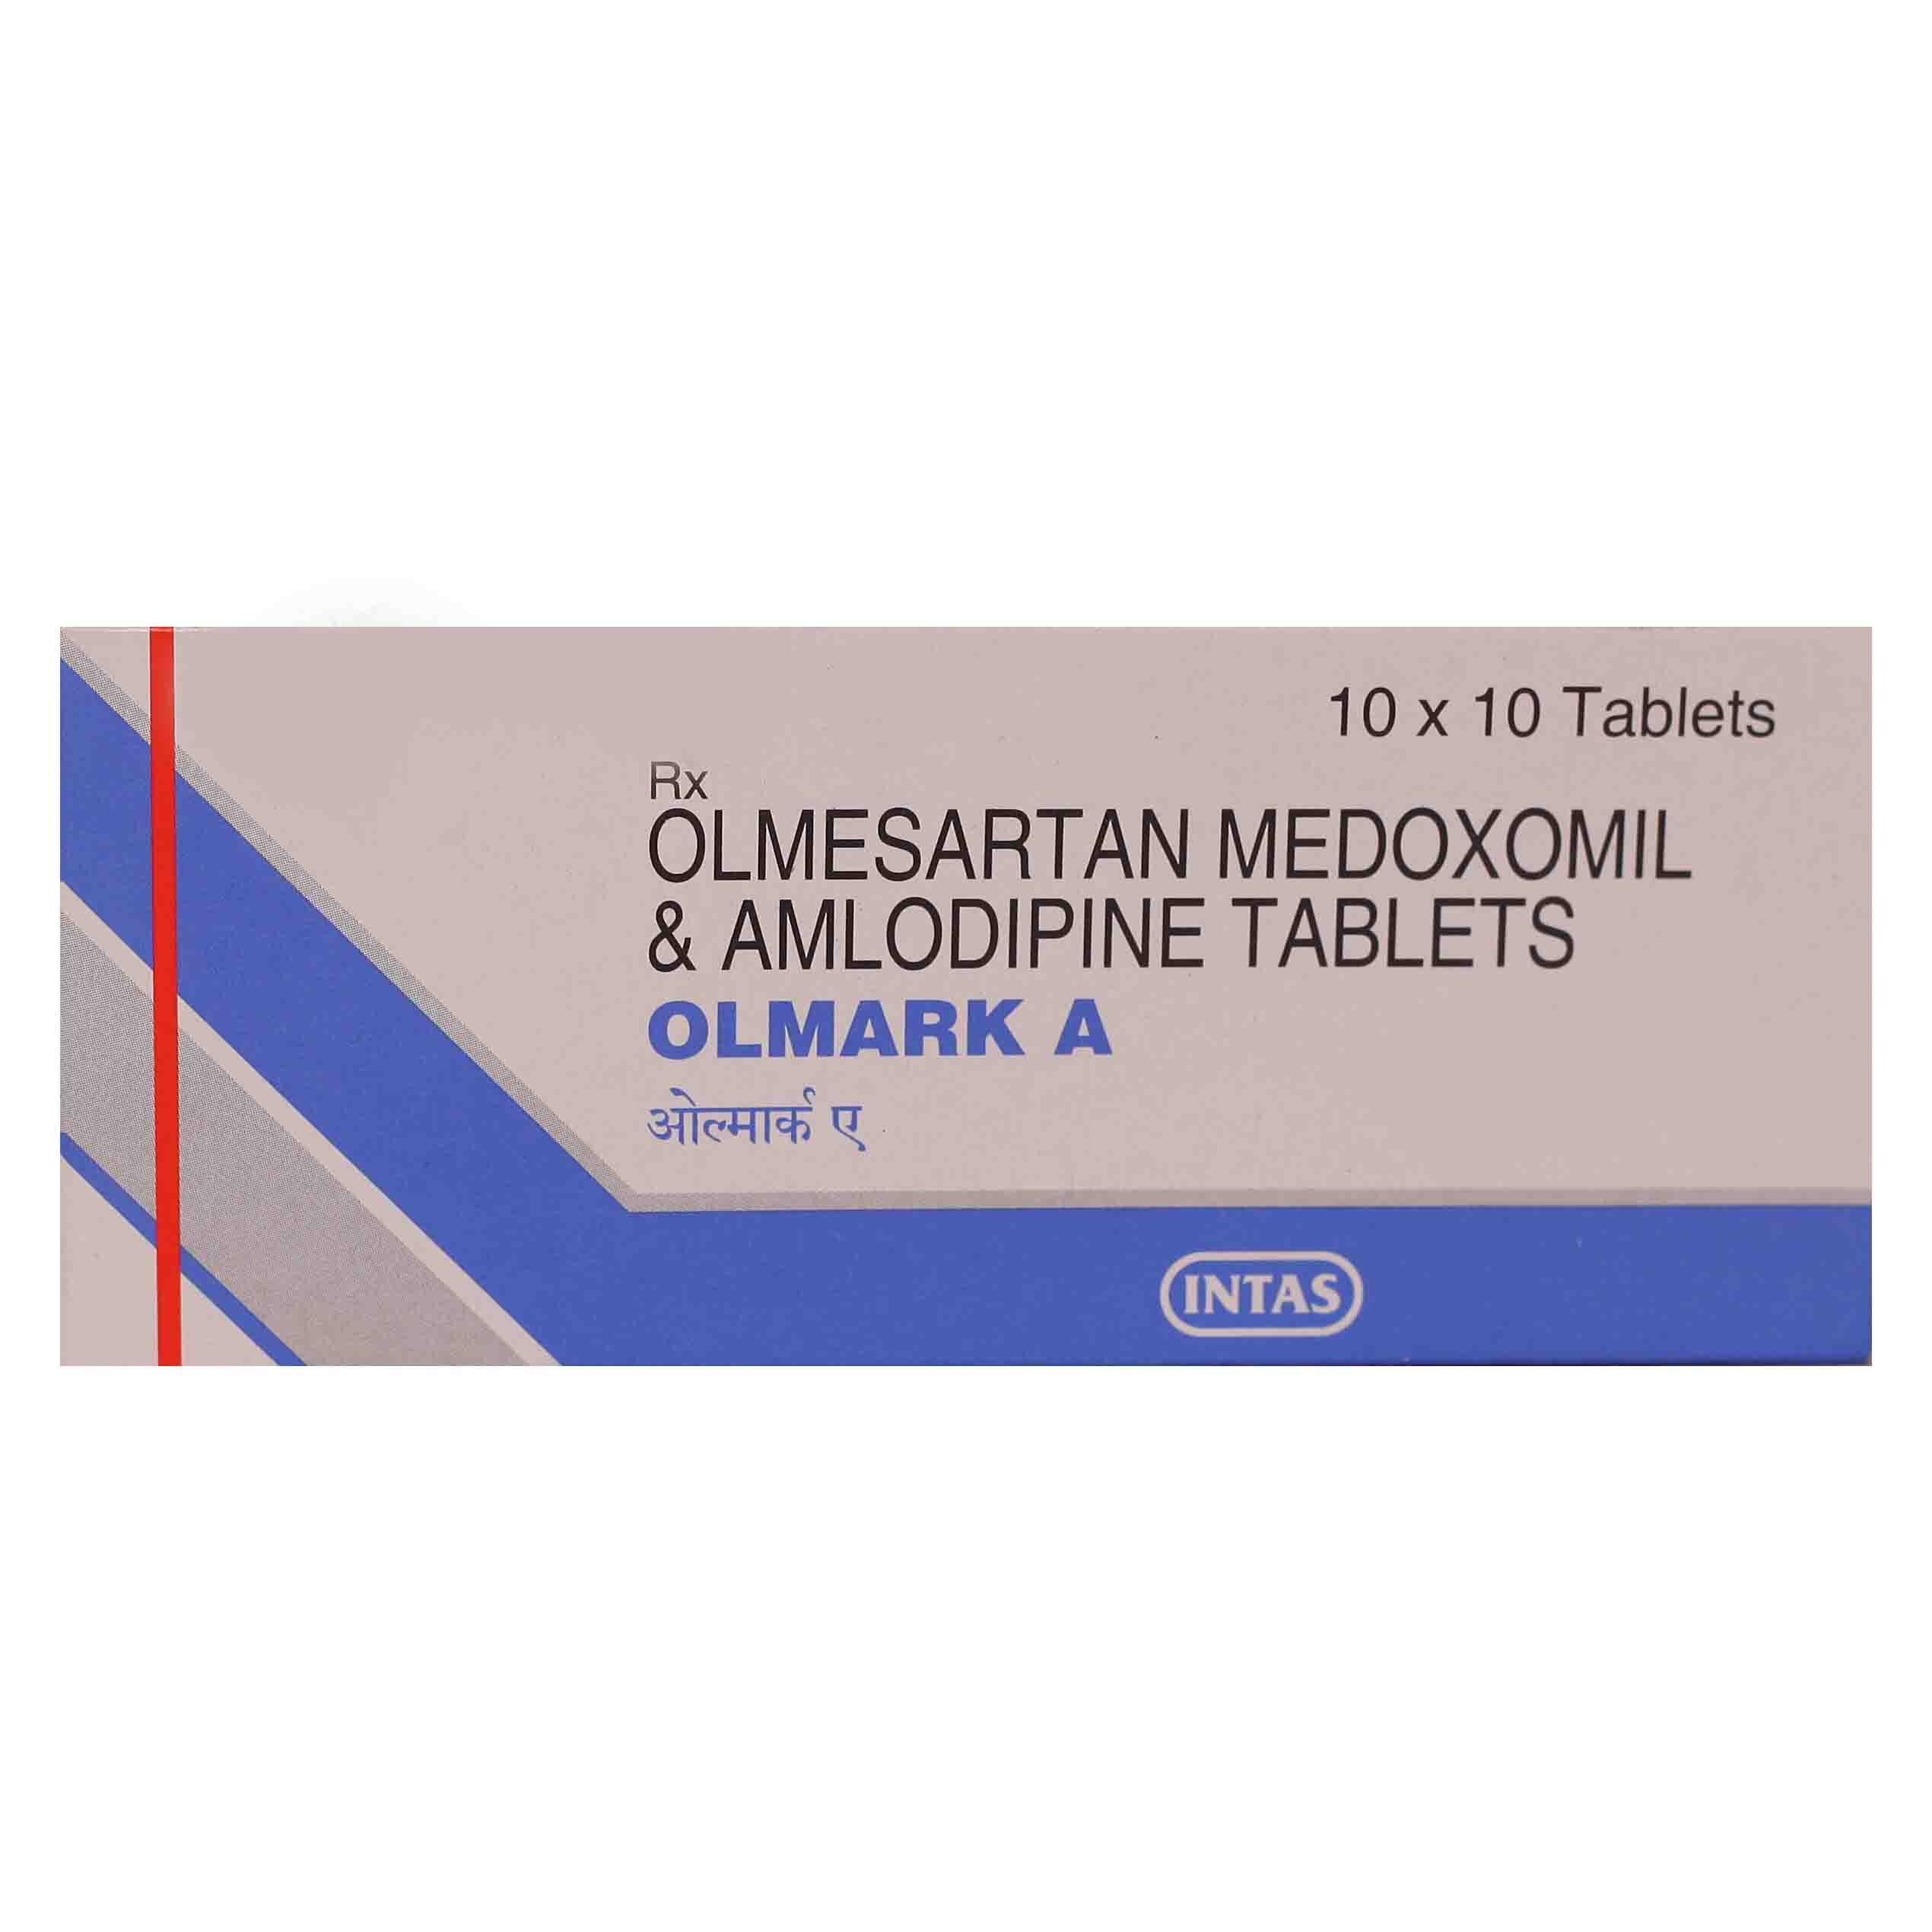 10 x 10 Tablets
Rx
OLMESARTAN MEDOXOMIL
& AMLODIPINE TABLETS
OLMARK A
ओल्मार्क ए
INTAS